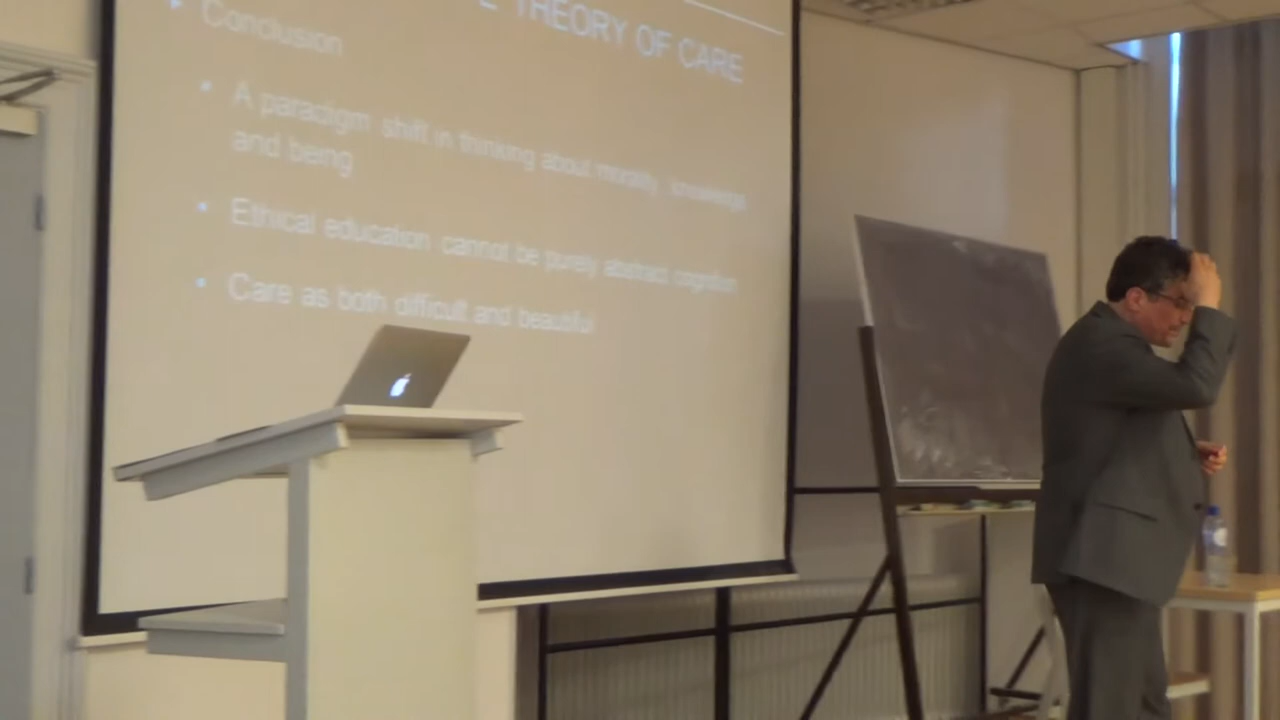 THEORY OF CARE
Conclusion
A paradigm shift in thinking about morality, knowledge
and being
Ethical education cannot be purely abstract cognition
Care as both difficult and beautiful